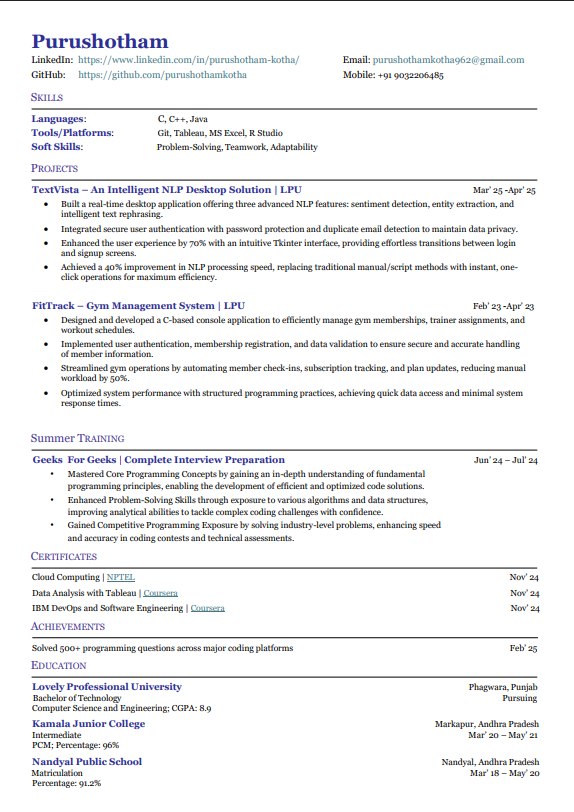 Purushotham
LinkedIn: https://www.linkedin.com/in/purushotham-kotha/ Email: purushothamkotha962@gmail.com
GitHub: https://github.com/purushothamkotha Mobile: +91 9032206485
SKILLS
Languages: C, C++, Java
Tools/Platforms: Git, Tableau, MS Excel, R Studio
Soft Skills: Problem-Solving, Teamwork, Adaptability
PROJECTS
TextVista – An Intelligent NLP Desktop Solution | LPU Mar' 25 -Apr' 25
• Built a real-time desktop application offering three advanced NLP features: sentiment detection, entity extraction, and
intelligent text rephrasing.
• Integrated secure user authentication with password protection and duplicate email detection to maintain data privacy.
• Enhanced the user experience by 70% with an intuitive Tkinter interface, providing effortless transitions between login
and signup screens.
• Achieved a 40% improvement in NLP processing speed, replacing traditional manual/script methods with instant, one-
click operations for maximum efficiency.
FitTrack – Gym Management System | LPU Feb' 23 -Apr' 23
• Designed and developed a C-based console application to efficiently manage gym memberships, trainer assignments, and
workout schedules.
• Implemented user authentication, membership registration, and data validation to ensure secure and accurate handling
of member information.
• Streamlined gym operations by automating member check-ins, subscription tracking, and plan updates, reducing manual
workload by 50%.
• Optimized system performance with structured programming practices, achieving quick data access and minimal system
response times.
Summer TRAINING
Geeks For Geeks | Complete Interview Preparation Jun' 24 – Jul' 24
• Mastered Core Programming Concepts by gaining an in-depth understanding of fundamental
programming principles, enabling the development of efficient and optimized code solutions.
• Enhanced Problem-Solving Skills through exposure to various algorithms and data structures,
improving analytical abilities to tackle complex coding challenges with confidence.
• Gained Competitive Programming Exposure by solving industry-level problems, enhancing speed
and accuracy in coding contests and technical assessments.
CERTIFICATES
Cloud Computing | NPTEL Nov' 24
Data Analysis with Tableau | Coursera Nov' 24
IBM DevOps and Software Engineering | Coursera Nov' 24
ACHIEVEMENTS
Solved 500+ programming questions across major coding platforms Feb' 25
EDUCATION
Lovely Professional University Phagwara, Punjab
Bachelor of Technology Pursuing
Computer Science and Engineering; CGPA: 8.9
Kamala Junior College Markapur, Andhra Pradesh
Intermediate Mar' 20 – May' 21
PCM; Percentage: 96%
Nandyal Public School Nandyal, Andhra Pradesh
Matriculation Mar' 18 – May' 20
Percentage: 91.2%